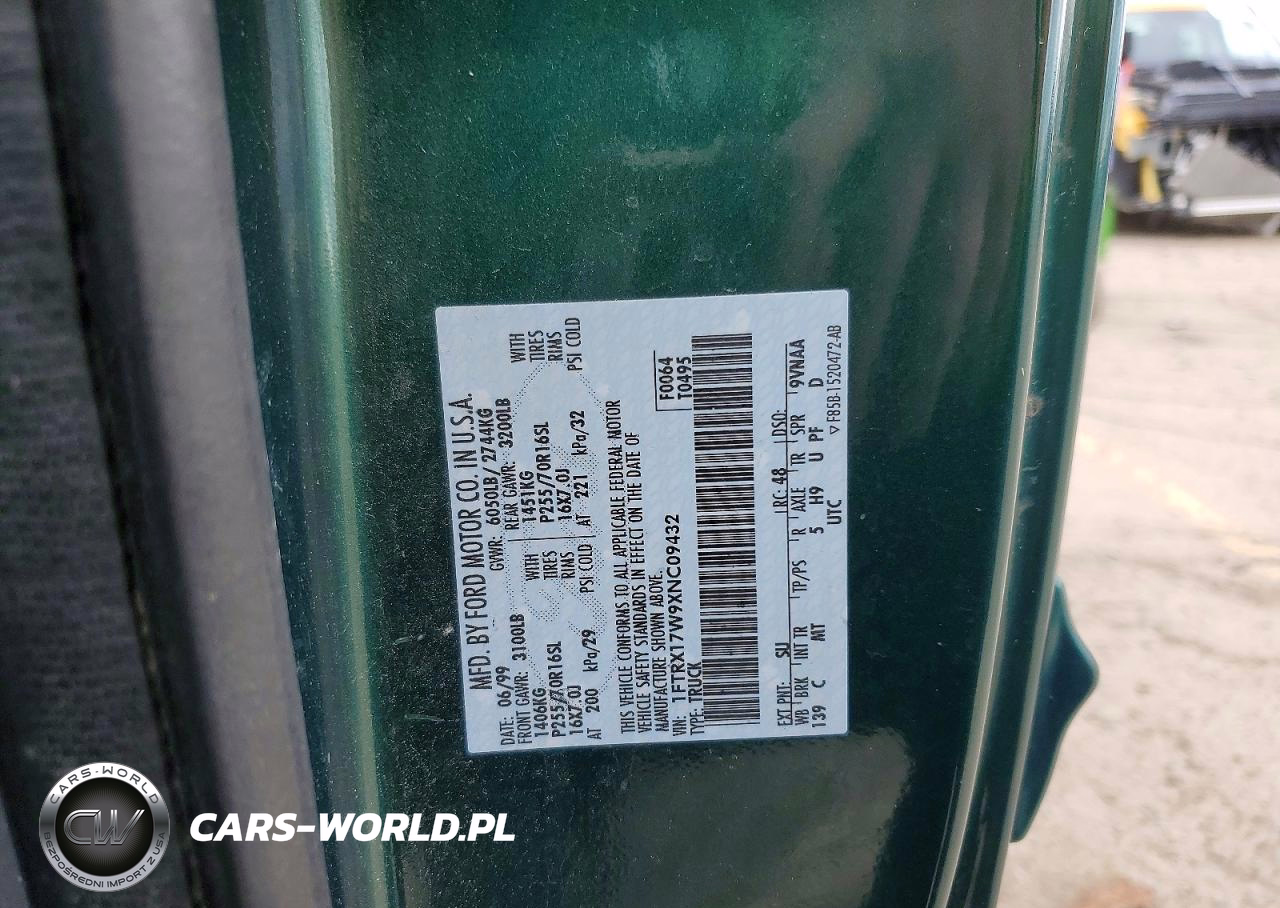 MFD. BY FORD MOTOR CO. IN U.S.A.
DATE: 06/99 GVWR: 6050LB/ 2744KG
FRONT GAWR: 3100LB REAR GAWR: 3200LB
1406KG WITH 1451KG WITH
P255/70R16SL TIRES P255/70R16SL TIRES
16X7.0J RIMS 16X7.0J RIMS
AT 200 kPa/29 PSI COLD AT 221 kPa/32 PSI COLD
THIS VEHICLE CONFORMS TO ALL APPLICABLE FEDERAL MOTOR
VEHICLE SAFETY STANDARDS IN EFFECT ON THE DATE OF
MANUFACTURE SHOWN ABOVE.
VIN: 1FTRX17W9XNC09432 F0064
TYPE: TRUCK T0495
EXT PNT: SU LRC: 48 DSO:
WB BRK INT TR TP/PS R AXLE TR SPR 9VNAA
139 C MT 5 H9 U PF D
UTC ▽ F85B-1520472-AB
CARS-WORLD
CW
BEZPOŚREDNI IMPORT Z USA
CARS-WORLD.PL